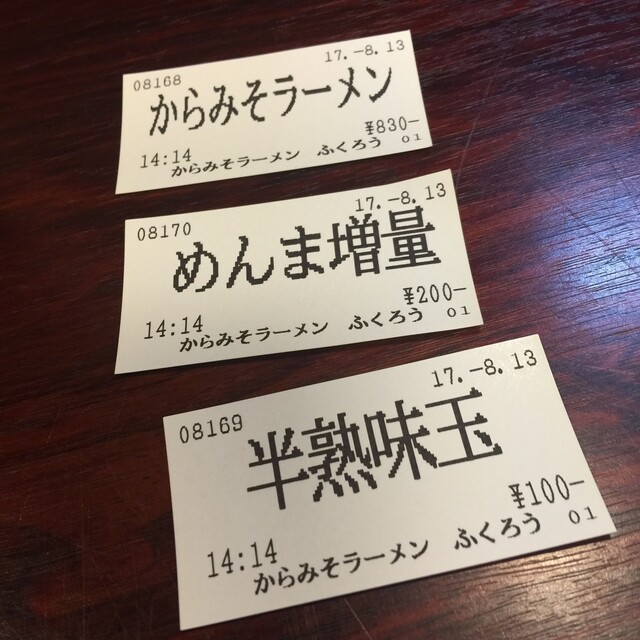 08168 17.-8.13
からみそラーメン
¥830-
14:14 からみそラーメン ふくろう 01
08170 17.-8.13
めんま増量
¥200-
14:14 からみそラーメン ふくろう 01
08169 17.-8.13
半熟味玉
¥100-
14:14 からみそラーメン ふくろう 01